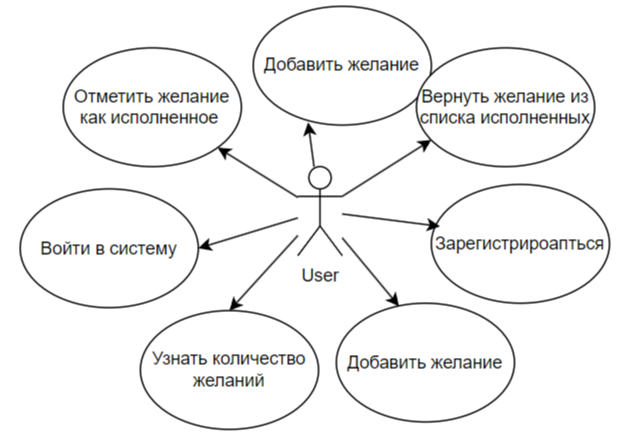 Добавить желание
Отметить желание
как исполненное
Вернуть желание из
списка исполненных
Войти в систему
Зарегистрироапться
User
Узнать количество
желаний
Добавить желание